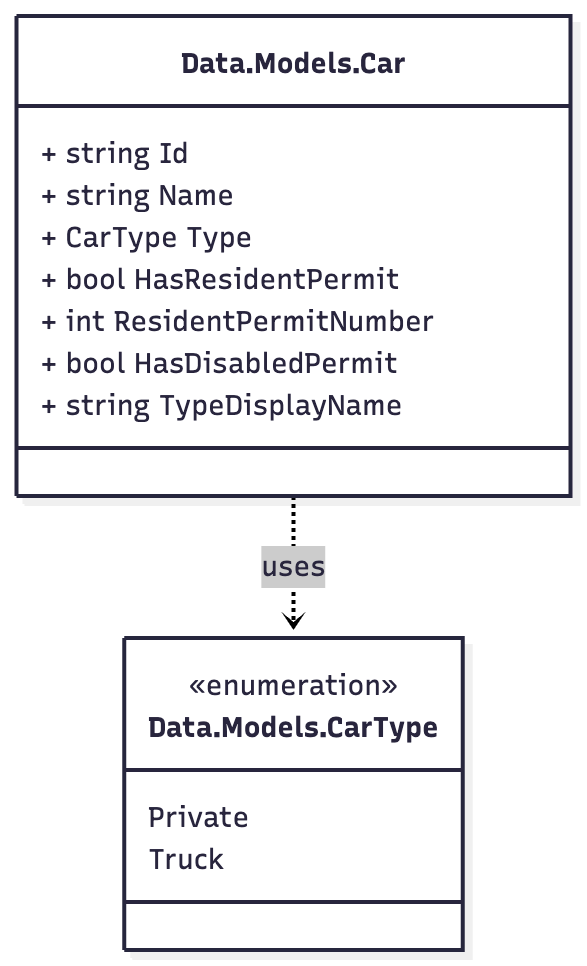 Data.Models.Car
+ string Id
+ string Name
+ CarType Type
+ bool HasResidentPermit
+ int ResidentPermitNumber
+ bool HasDisabledPermit
+ string TypeDisplayName
uses
«enumeration»
Data.Models.CarType
Private
Truck